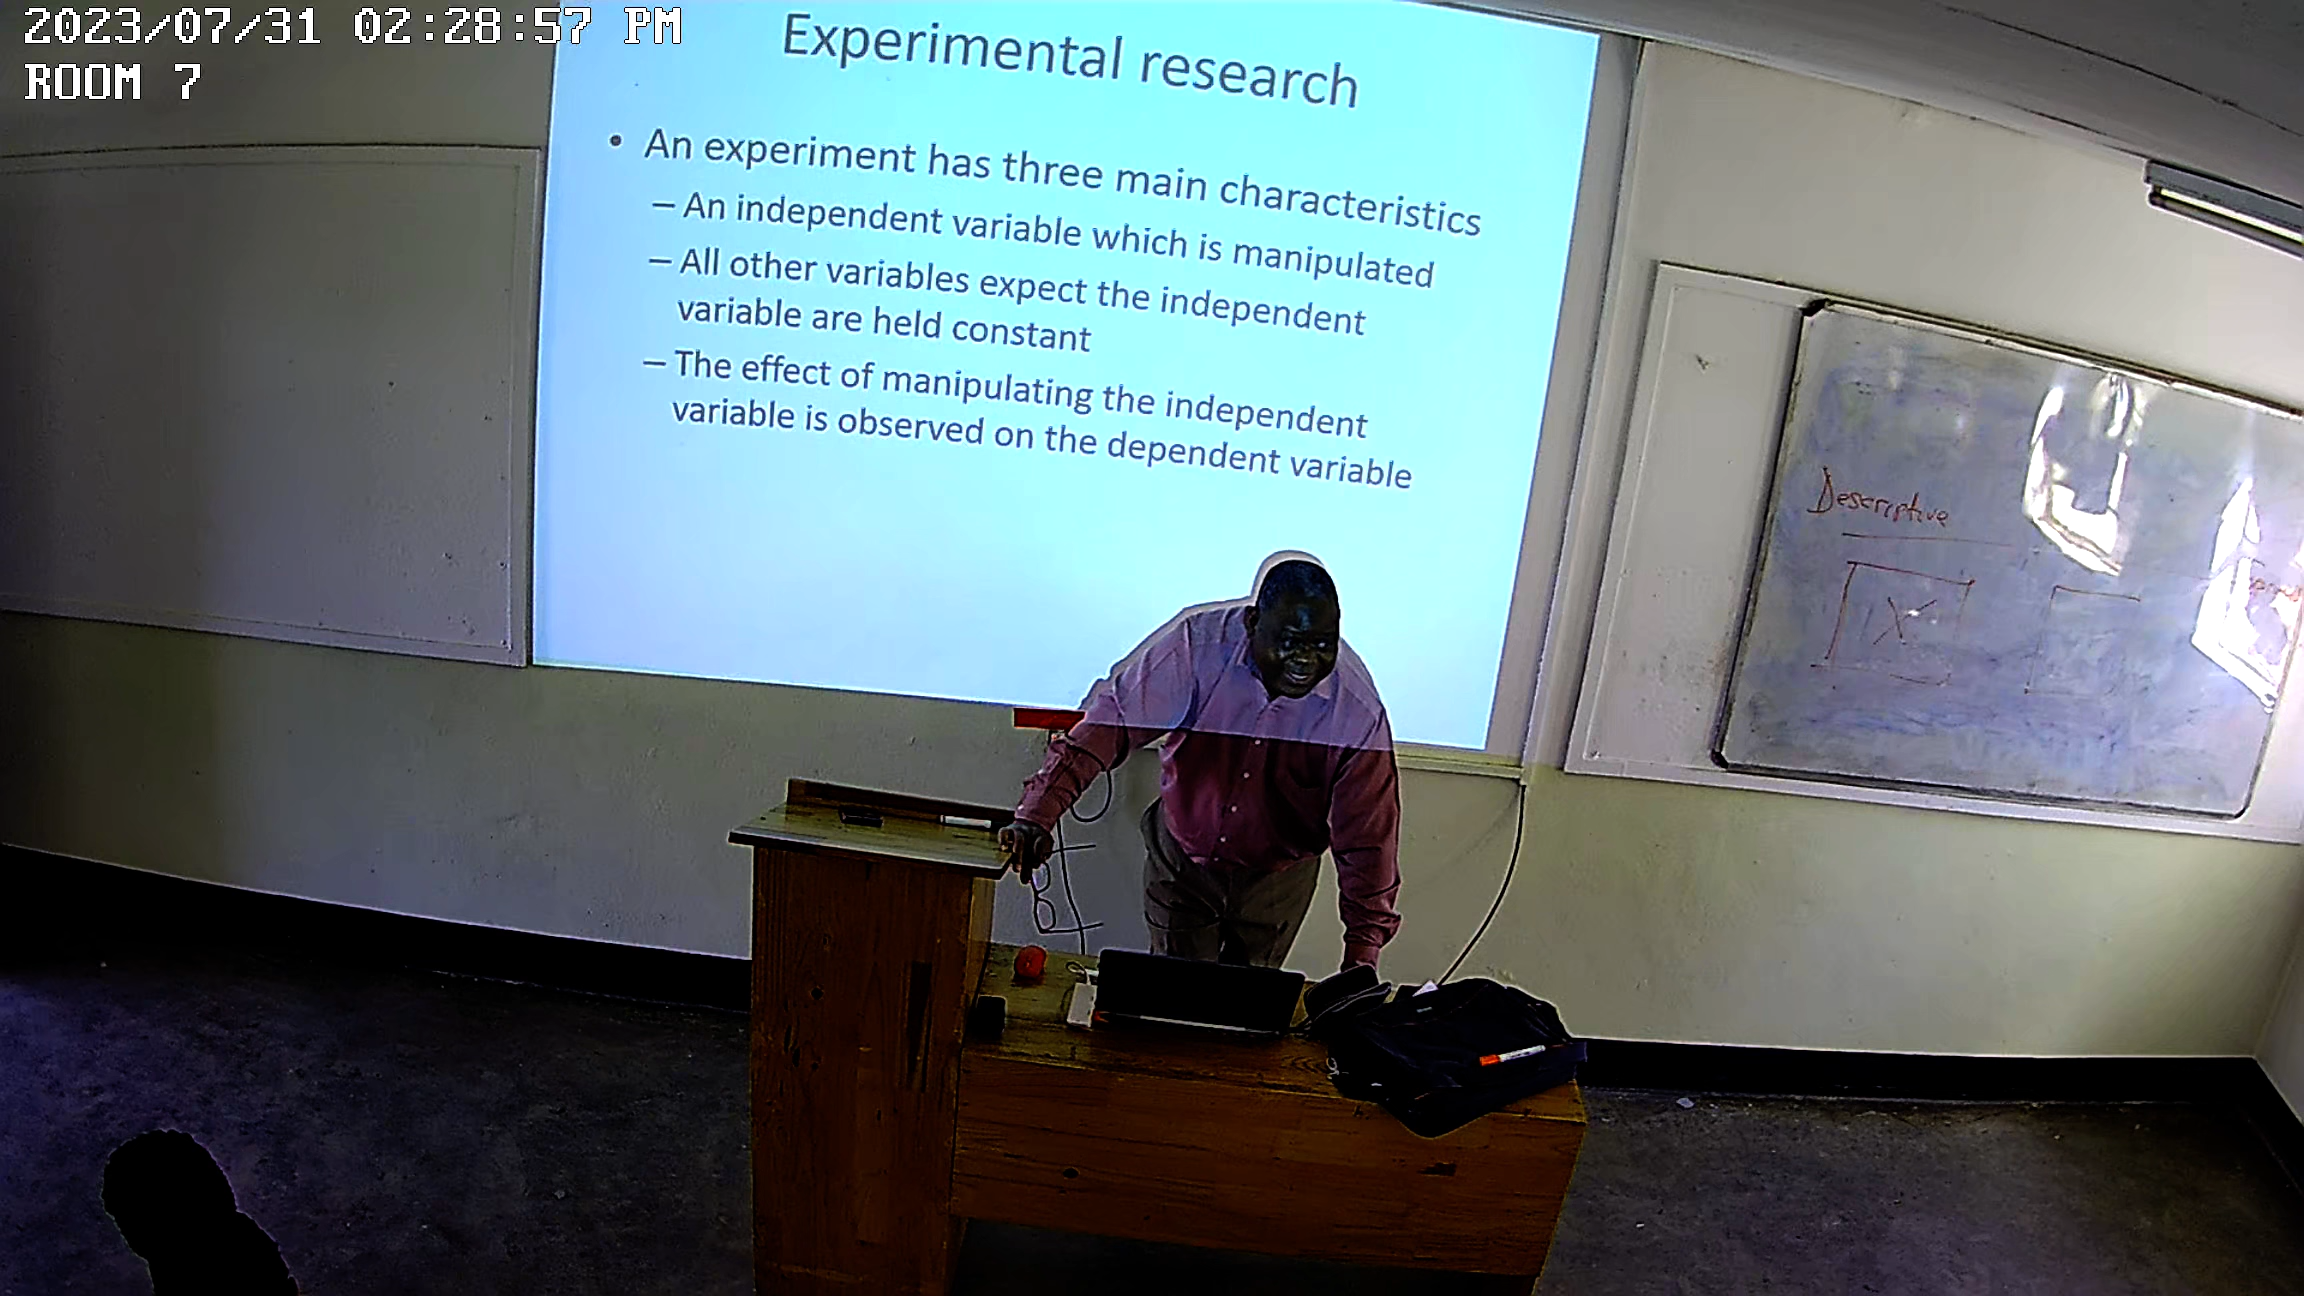 2023/07/31 02:28:57 PM
ROOM 7
Experimental research
• An experiment has three main characteristics
– An independent variable which is manipulated
– All other variables expect the independent
variable are held constant
– The effect of manipulating the independent
variable is observed on the dependent variable
Descriptive
X